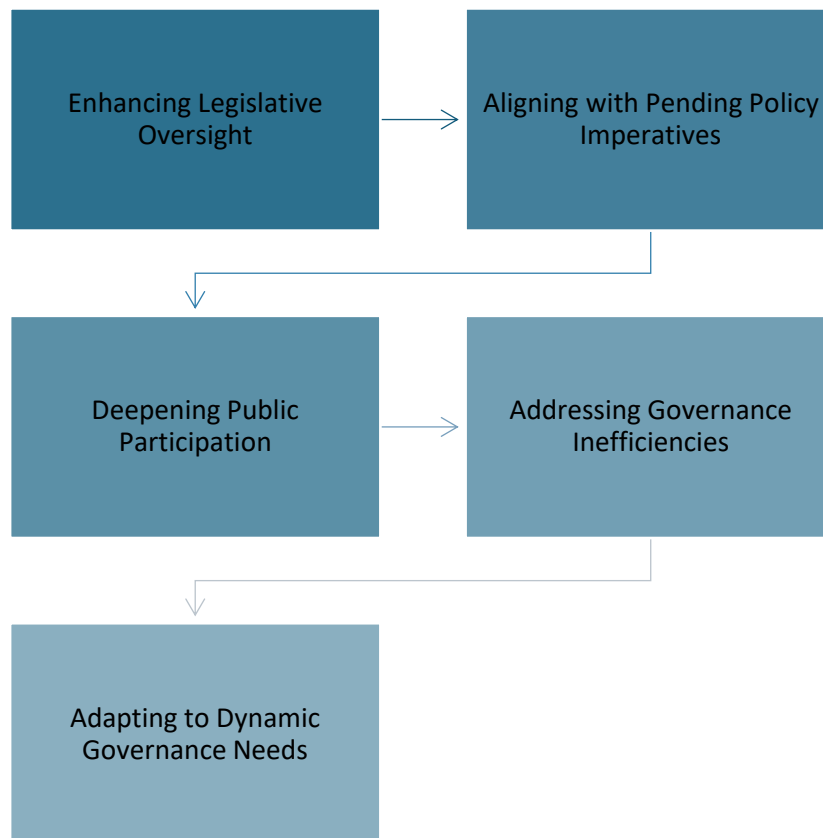 Enhancing Legislative
Oversight
Aligning with Pending Policy
Imperatives
Deepening Public
Participation
Addressing Governance
Inefficiencies
Adapting to Dynamic
Governance Needs